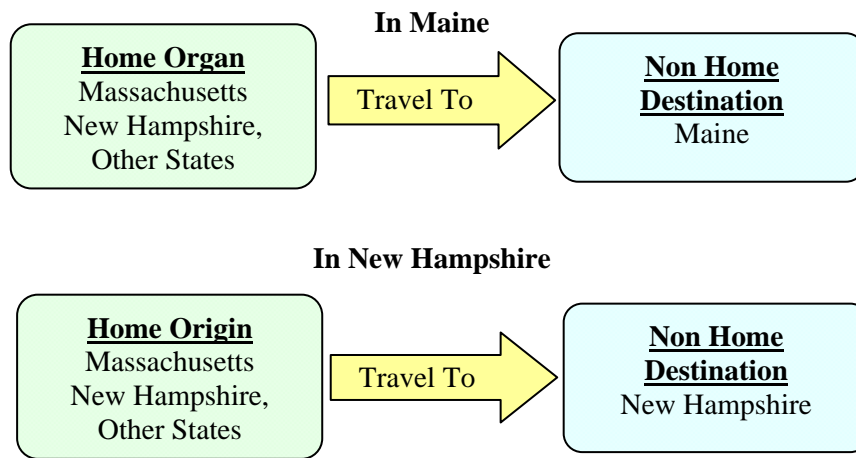 In Maine
Home Organ
Massachusetts
New Hampshire,
Other States
Travel To
Non Home
Destination
Maine
In New Hampshire
Home Origin
Massachusetts
New Hampshire,
Other States
Travel To
Non Home
Destination
New Hampshire